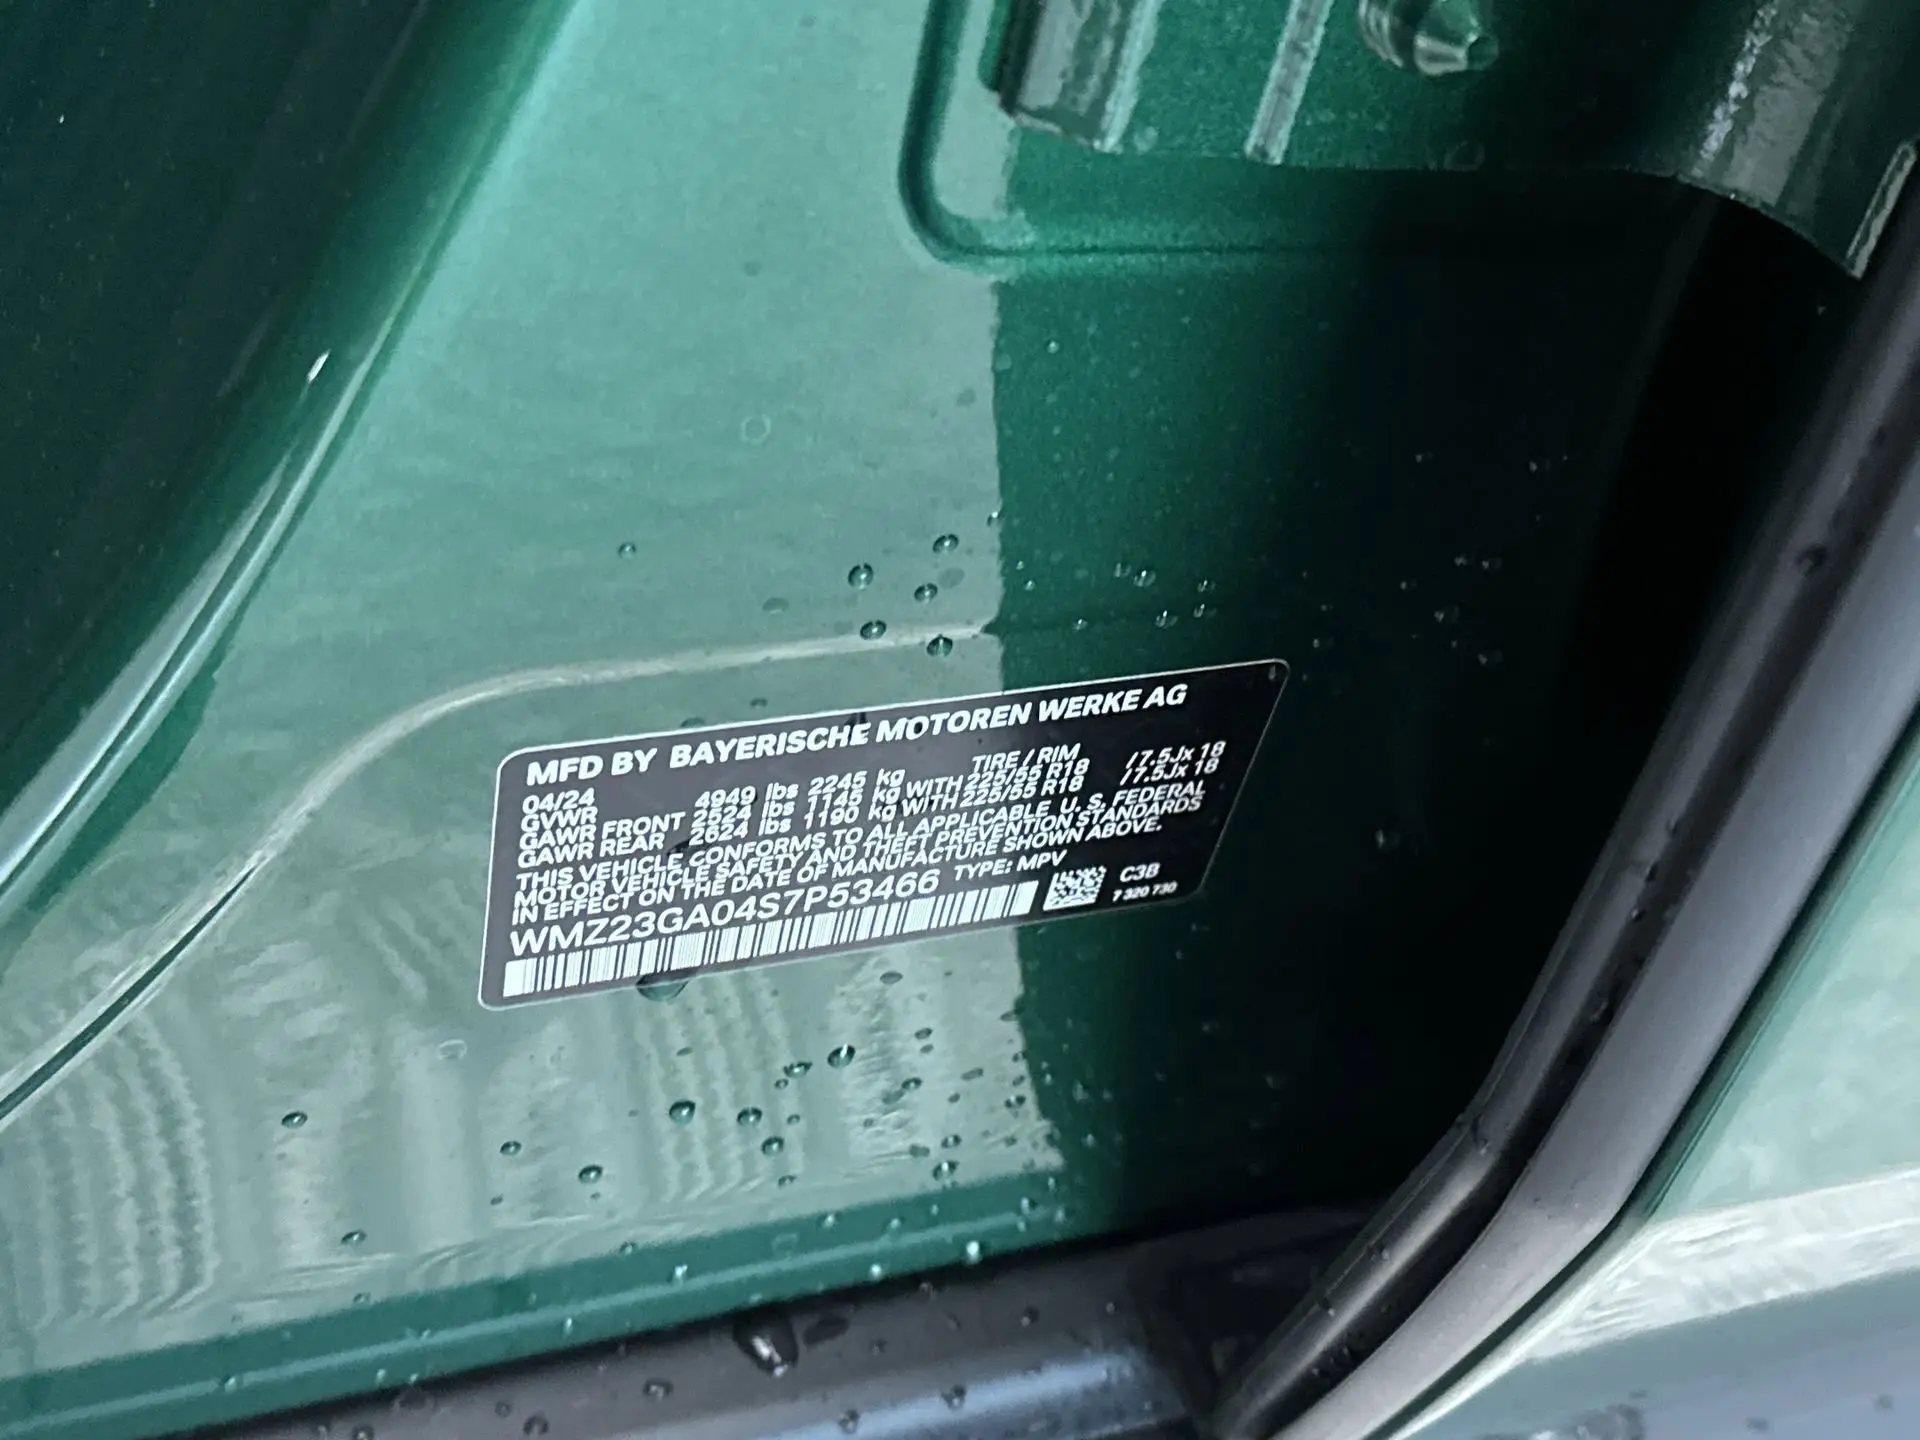 MFD BY BAYERISCHE MOTOREN WERKE AG
04/24 TIRE / RIM
GVWR 4949 lbs 2245 kg
GAWR FRONT 2524 lbs 1145 kg WITH 225/55 R18 /7.5Jx 18
GAWR REAR 2624 lbs 1190 kg WITH 225/55 R18 /7.5Jx 18
THIS VEHICLE CONFORMS TO ALL APPLICABLE U. S. FEDERAL
MOTOR VEHICLE SAFETY AND THEFT PREVENTION STANDARDS
IN EFFECT ON THE DATE OF MANUFACTURE SHOWN ABOVE.
WMZ23GA04S7P53466 TYPE: MPV
C3B
7 320 730